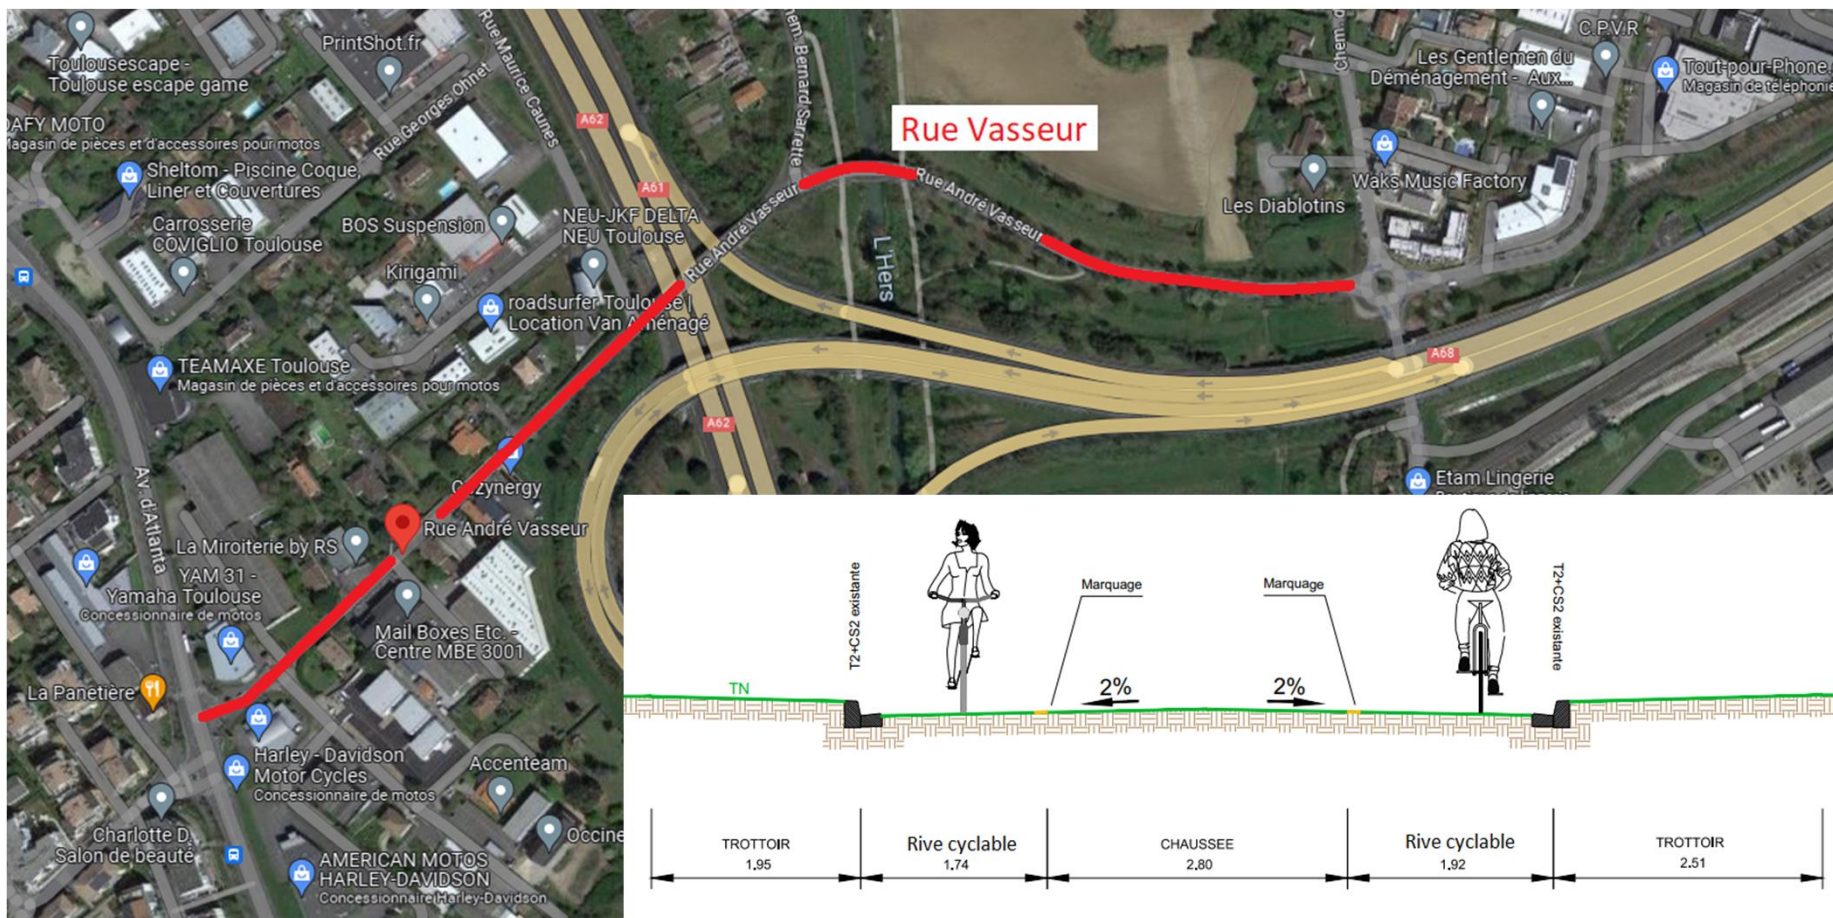 Toulousescape -
Toulouse escape game
PrintShot.fr
Rue Georges Ohnet
Rue Maurice Caunes
DAFY MOTO
Magasin de pièces et d'accessoires pour motos
Sheltom - Piscine Coque,
Liner et Couvertures
Carrosserie
COVIGLIO Toulouse
BOS Suspension
Kirigami
NEU-JKF DELTA
NEU Toulouse
roadsurfer Toulouse |
Location Van Aménagé
TEAMAXE Toulouse
Magasin de pièces et d'accessoires pour motos
A62
A61
A62
Chem. Bernard Sarrette
Rue André Vasseur
Rue Vasseur
Rue André Vasseur
L'Hers
Chem. d
C.P.V.R
Les Gentlemen du
Déménagement - Aux...
Tout-pour-Phone.
Magasin de téléphonie
Waks Music Factory
Les Diablotins
A68
Etam Lingerie
Av. d'Atlanta
Rue André Vasseur
La Miroiterie by RS
YAM 31 -
Yamaha Toulouse
Concessionnaire de motos
Mail Boxes Etc. -
Centre MBE 3001
La Panetière
Harley - Davidson
Motor Cycles
Concessionnaire de motos
Accenteam
Charlotte D.
Salon de beauté
AMERICAN MOTOS
HARLEY-DAVIDSON
Concessionnaire Harley-Davidson
Occine
T2+CS2 existante
Marquage
Marquage
T2+CS2 existante
TN
2%
2%
TROTTOIR
1.95
Rive cyclable
1.74
CHAUSSEE
2.80
Rive cyclable
1.92
TROTTOIR
2.51